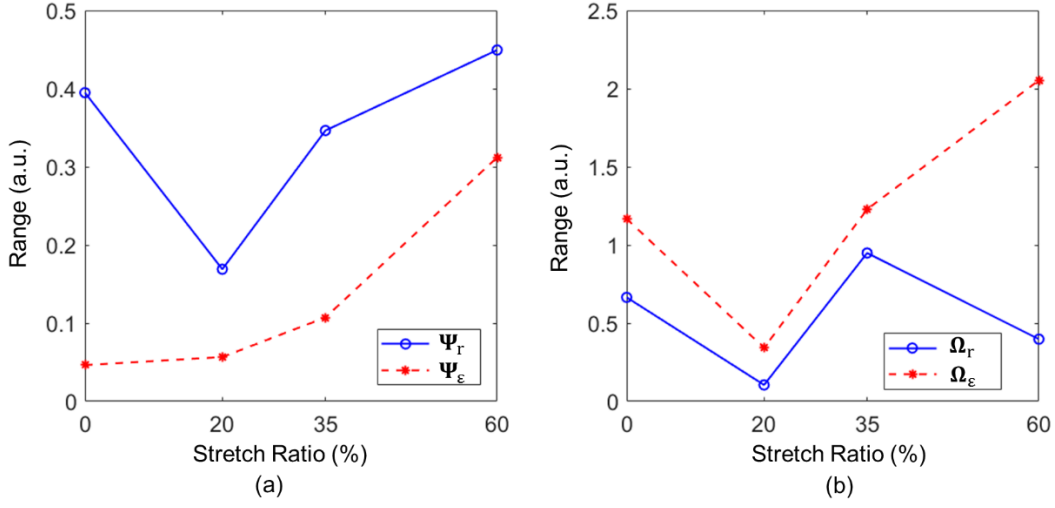 0.5
0.4
0.3
0.2
0.1
0
Range (a.u.)
0
20
35
60
Stretch Ratio (%)
Ψr
Ψε
(a)
2.5
2
1.5
1
0.5
0
Range (a.u.)
0
20
35
60
Stretch Ratio (%)
Ωr
Ωε
(b)